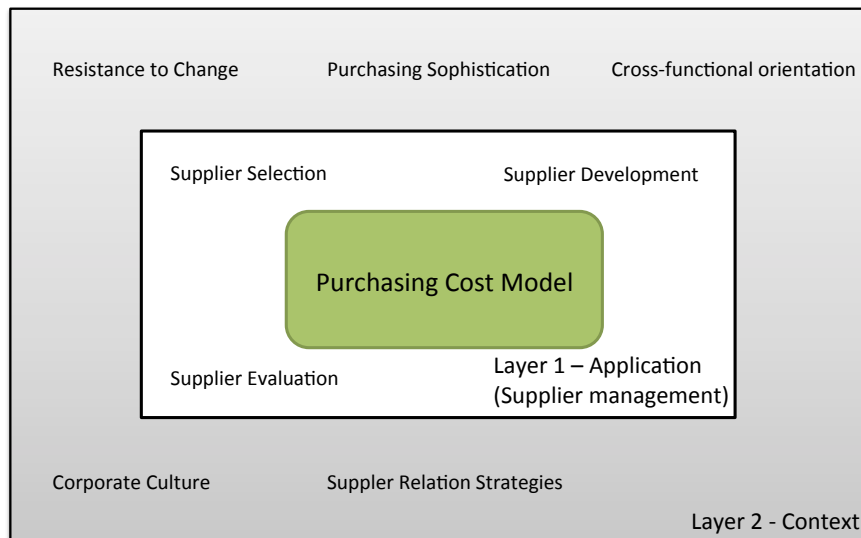 Resistance to Change
Purchasing Sophistication
Cross-functional orientation
Supplier Selection
Supplier Development
Purchasing Cost Model
Supplier Evaluation
Layer 1 – Application
(Supplier management)
Corporate Culture
Suppler Relation Strategies
Layer 2 - Context